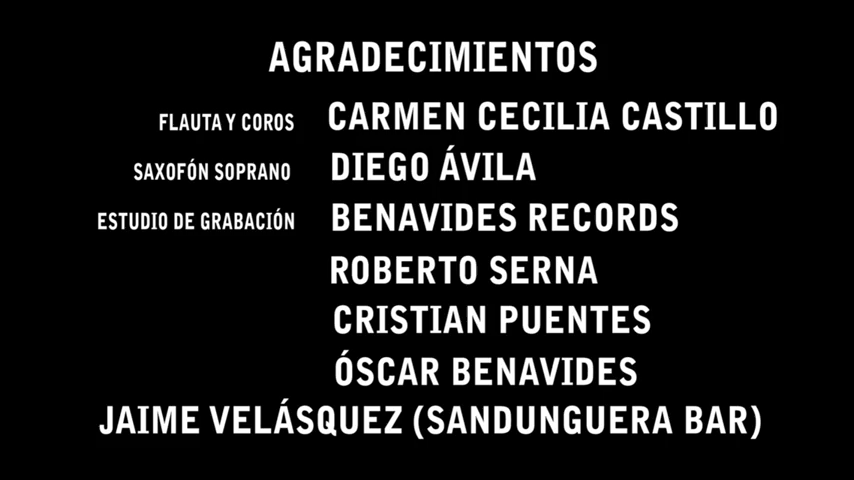 AGRADECIMIENTOS
FLAUTA Y COROS CARMEN CECILIA CASTILLO
SAXOFÓN SOPRANO DIEGO ÁVILA
ESTUDIO DE GRABACIÓN BENAVIDES RECORDS
ROBERTO SERNA
CRISTIAN PUENTES
ÓSCAR BENAVIDES
JAIME VELÁSQUEZ (SANDUNGUERA BAR)